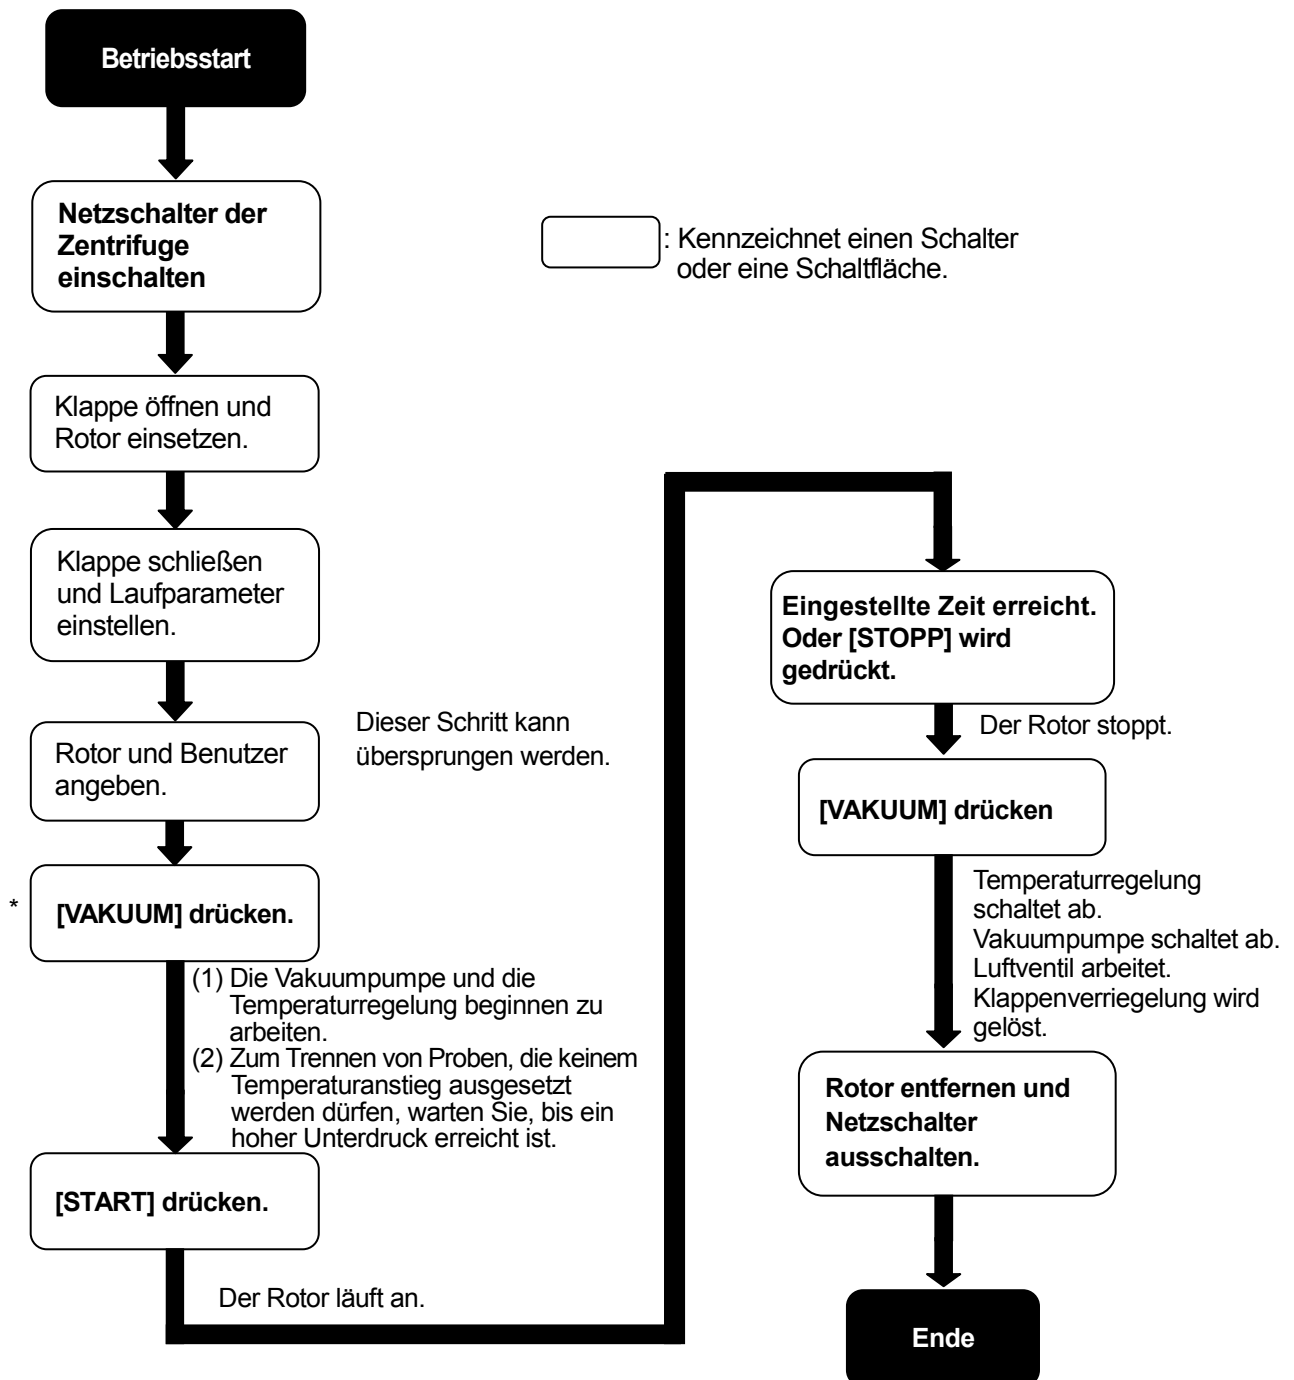 Betriebsstart
Netzschalter der
Zentrifuge
einschalten
: Kennzeichnet einen Schalter
oder eine Schaltfläche.
Klappe öffnen und
Rotor einsetzen.
Klappe schließen
und Laufparameter
einstellen.
Rotor und Benutzer
angeben.
Dieser Schritt kann
übersprungen werden.
*
[VAKUUM] drücken.
(1) Die Vakuumpumpe und die
Temperaturregelung beginnen zu
arbeiten.
(2) Zum Trennen von Proben, die keinem
Temperaturanstieg ausgesetzt
werden dürfen, warten Sie, bis ein
hoher Unterdruck erreicht ist.
[START] drücken.
Der Rotor läuft an.
Eingestellte Zeit erreicht.
Oder [STOPP] wird
gedrückt.
Der Rotor stoppt.
[VAKUUM] drücken
Temperaturregelung
schaltet ab.
Vakuumpumpe schaltet ab.
Luftventil arbeitet.
Klappenverriegelung wird
gelöst.
Rotor entfernen und
Netzschalter
ausschalten.
Ende